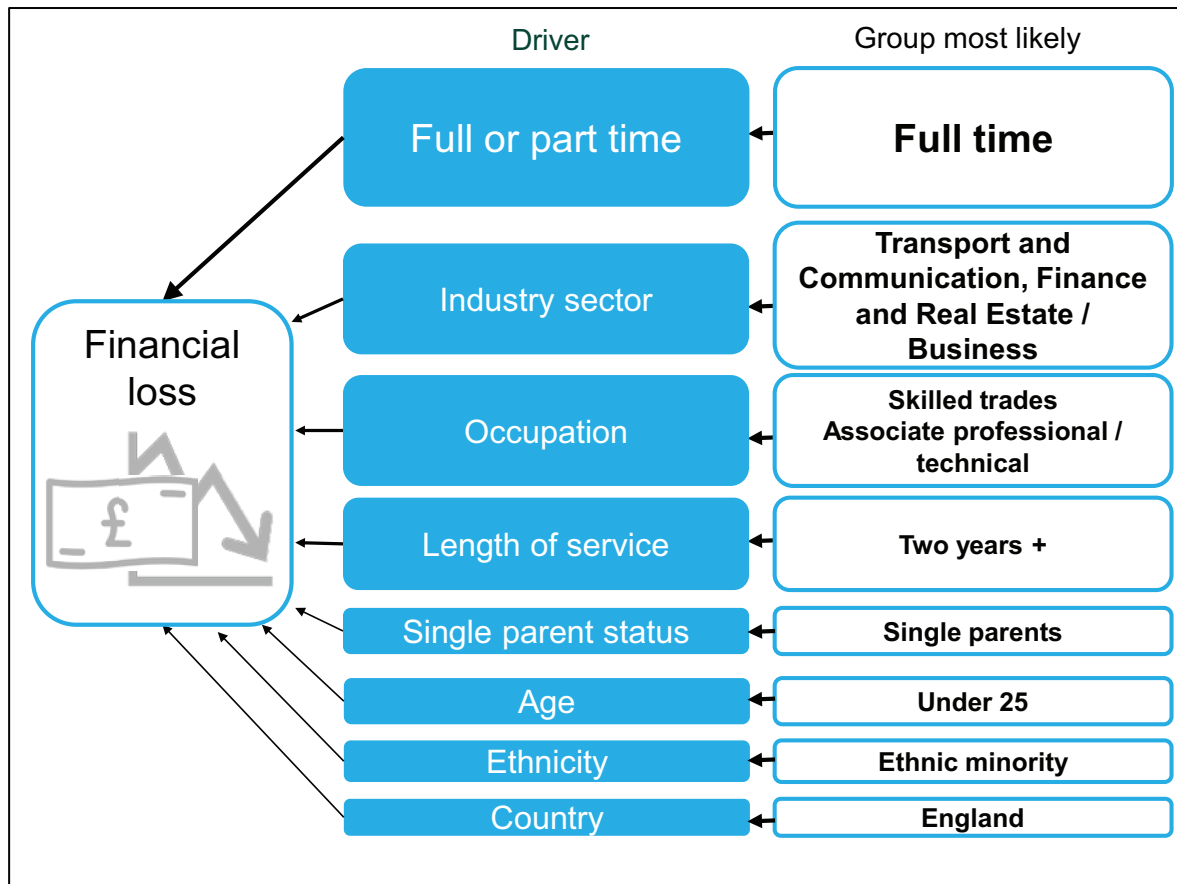 Driver
Group most likely
Full or part time
Full time
Industry sector
Transport and
Communication, Finance
and Real Estate /
Business
Financial
loss
£
Occupation
Skilled trades
Associate professional /
technical
Length of service
Two years +
Single parent status
Single parents
Age
Under 25
Ethnicity
Ethnic minority
Country
England